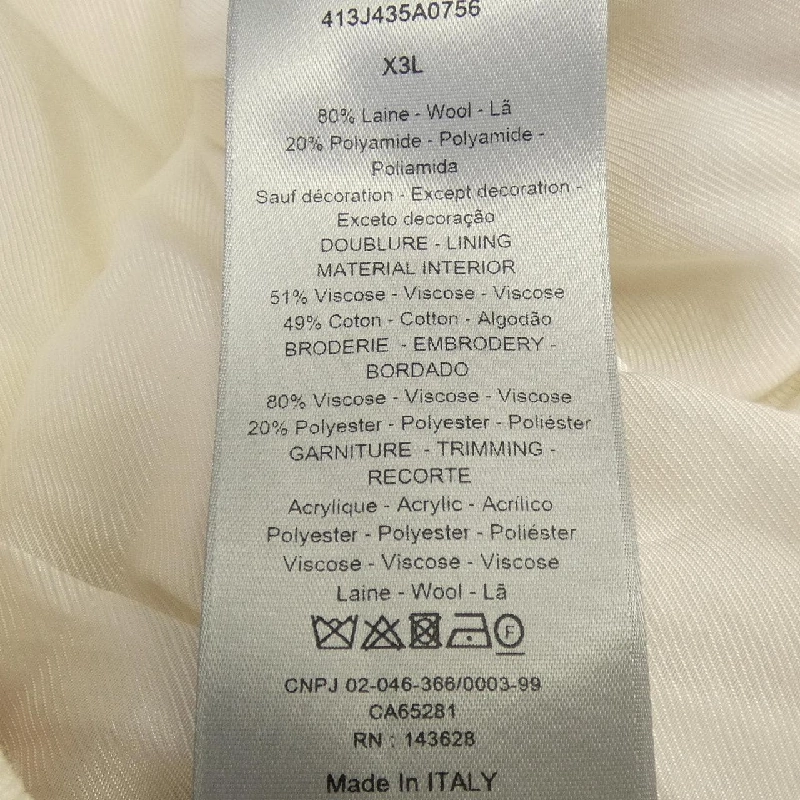 413J435A0756
X3L
80% Laine - Wool - Lã
20% Polyamide - Polyamide -
Poliamida
Sauf décoration - Except decoration -
Exceto decoração
DOUBLURE - LINING
MATERIAL INTERIOR
51% Viscose - Viscose - Viscose
49% Coton - Cotton - Algodão
BRODERIE - EMBRODERY -
BORDADO
80% Viscose - Viscose - Viscose
20% Polyester - Polyester - Poliéster
GARNITURE - TRIMMING -
RECORTE
Acrylique - Acrylic - Acrílico
Polyester - Polyester - Poliéster
Viscose - Viscose - Viscose
Laine - Wool - Lã
F
CNPJ 02-046-366/0003-99
CA65281
RN : 143628
Made In ITALY